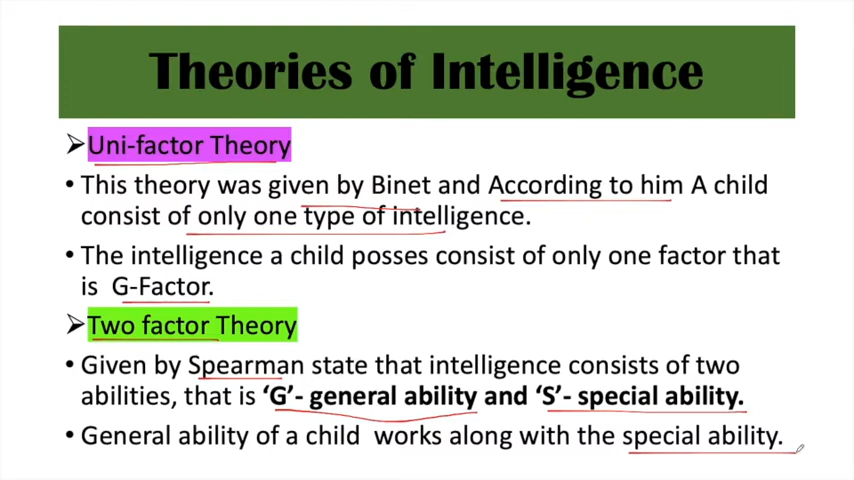 Theories of Intelligence
➢Uni-factor Theory
• This theory was given by Binet and According to him A child
consist of only one type of intelligence.
• The intelligence a child posses consist of only one factor that
is G-Factor.
➢Two factor Theory
• Given by Spearman state that intelligence consists of two
abilities, that is ‘G’- general ability and ‘S’- special ability.
• General ability of a child works along with the special ability.